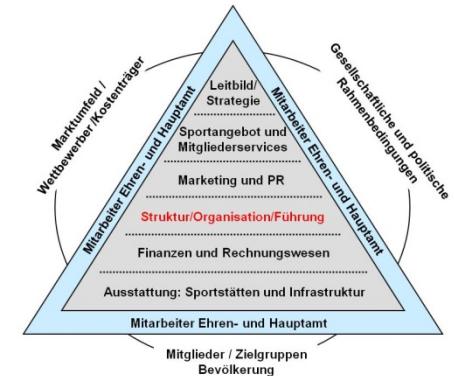 Leitbild/
Strategie
Sportangebot und
Mitgliederservices
Marketing und PR
Struktur/Organisation/Führung
Finanzen und Rechnungswesen
Ausstattung: Sportstätten und Infrastruktur
Mitarbeiter Ehren- und Hauptamt
Mitarbeiter Ehren- und Hauptamt
Mitarbeiter Ehren- und Hauptamt
Marktumfeld /
Wettbewerber/Kostenträger
Gesellschaftliche und politische
Rahmenbedingungen
Mitglieder / Zielgruppen
Bevölkerung